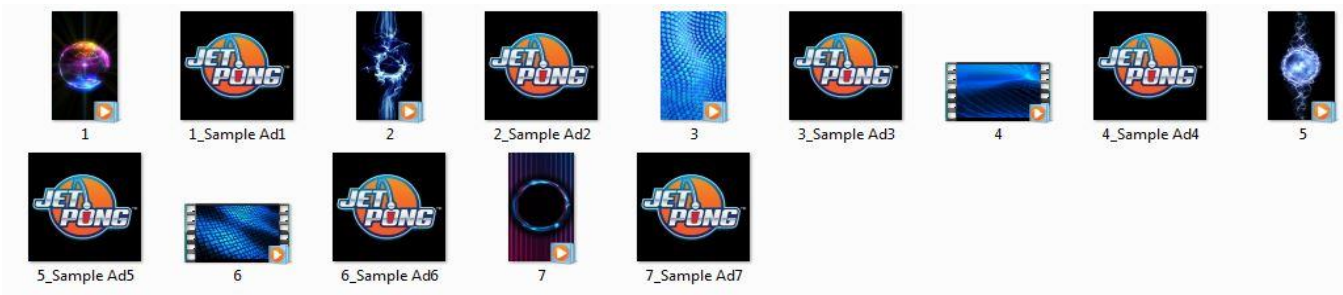 JET PONG JET PONG JET PONG JET PONG
1 1_Sample Ad1 2 2_Sample Ad2 3 3_Sample Ad3 4 4_Sample Ad4 5
JET PONG JET PONG JET PONG
5_Sample Ad5 6 6_Sample Ad6 7 7_Sample Ad7